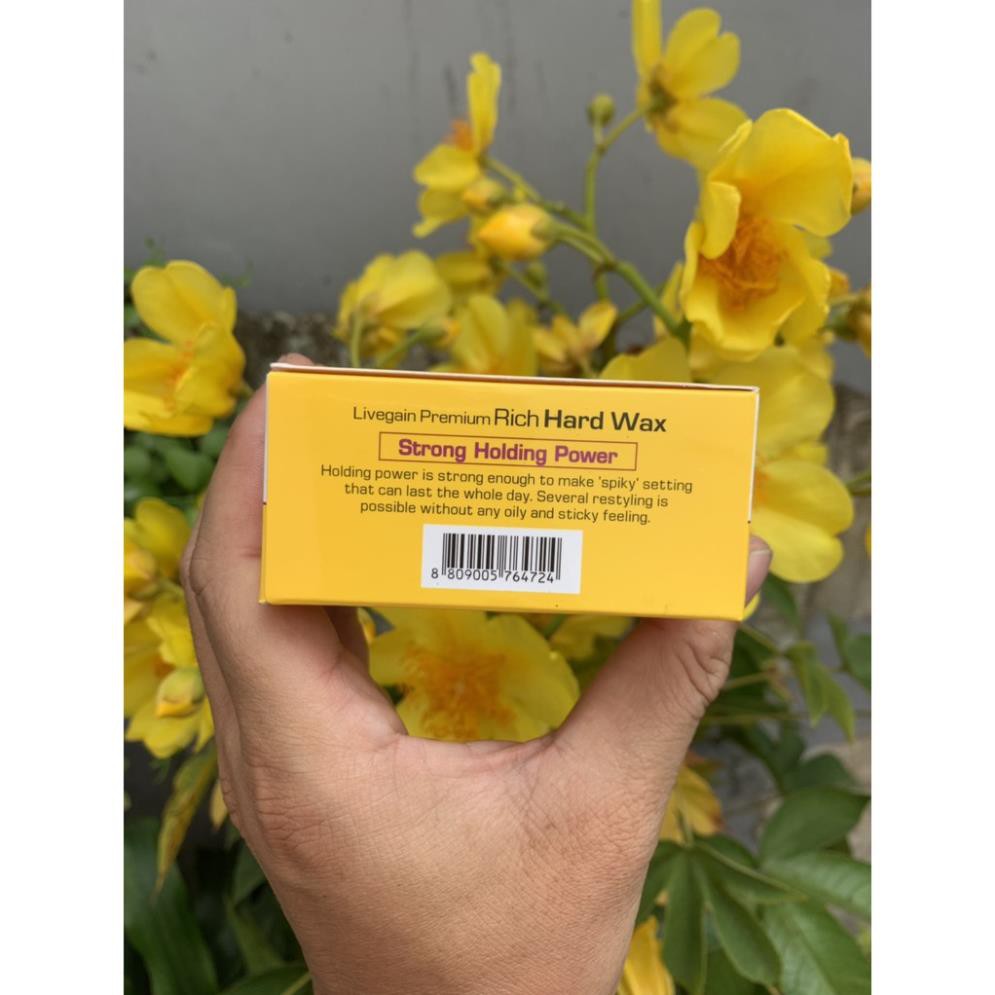 Livegain Premium Rich Hard Wax
Strong Holding Power
Holding power is strong enough to make 'spiky' setting
that can last the whole day. Several restyling is
possible without any oily and sticky feeling.
8 809005 764724